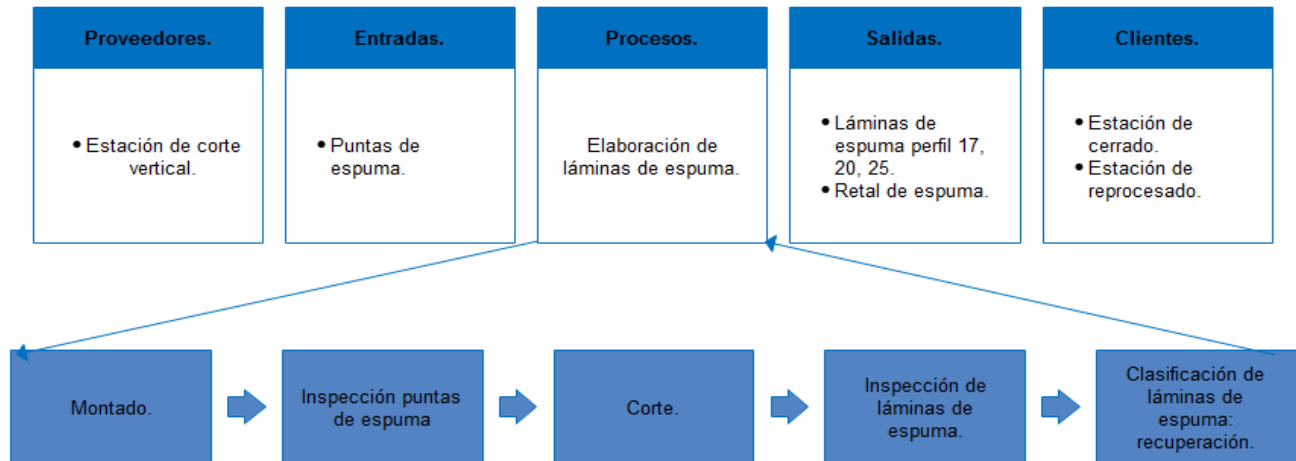 Proveedores.
Entradas.
Procesos.
Salidas.
Clientes.
• Estación de corte
vertical.
• Puntas de
espuma.
Elaboración de
láminas de espuma.
• Láminas de
espuma perfil 17,
20, 25.
• Retal de espuma.
• Estación de
cerrado.
• Estación de
reprocesado.
Montado.
Inspección puntas
de espuma
Corte.
Inspección de
láminas de
espuma.
Clasificación de
láminas de
espuma:
recuperación.